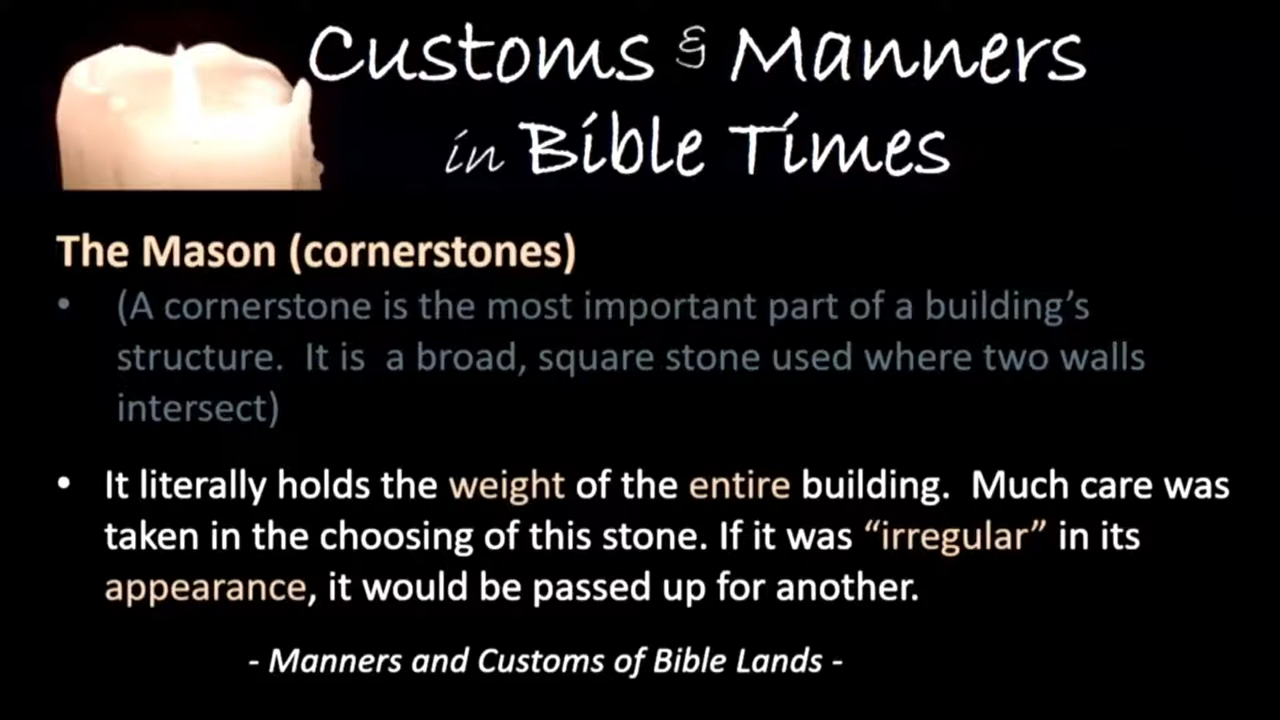 Customs & Manners
in Bible Times
The Mason (cornerstones)
• (A cornerstone is the most important part of a building’s
structure.  It is  a broad, square stone used where two walls
intersect)
• It literally holds the weight of the entire building.  Much care was
taken in the choosing of this stone. If it was “irregular” in its
appearance, it would be passed up for another.
- Manners and Customs of Bible Lands -